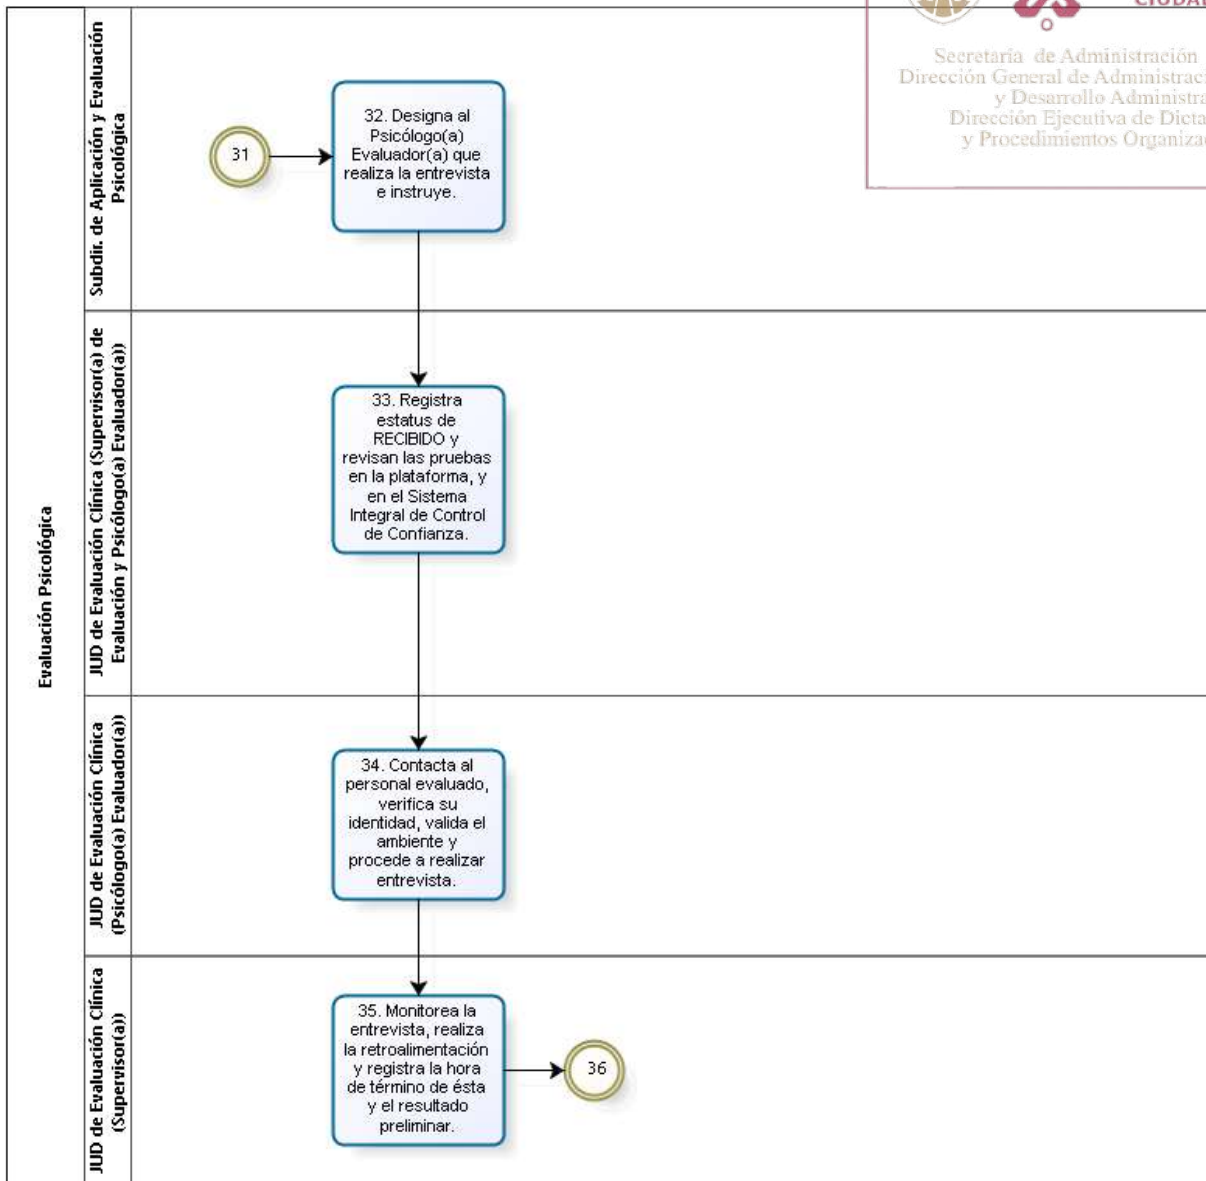 CIUDA
Secretaría de Administración
Dirección General de Administrac
y Desarrollo Administra
Dirección Ejecutiva de Dicta
y Procedimientos Organiza
Evaluación Psicológica
Subdir. de Aplicación y Evaluación
Psicológica
31
32. Designa al
Psicólogo(a)
Evaluador(a) que
realiza la entrevista
e instruye.
JUD de Evaluación Clínica (Supervisor(a) de
Evaluación y Psicólogo(a) Evaluador(a))
33. Registra
estatus de
RECIBIDO y
revisan las pruebas
en la plataforma, y
en el Sistema
Integral de Control
de Confianza.
JUD de Evaluación Clínica
(Psicólogo(a) Evaluador(a))
34. Contacta al
personal evaluado,
verifica su
identidad, valida el
ambiente y
procede a realizar
entrevista.
JUD de Evaluación Clínica
(Supervisor(a))
35. Monitorea la
entrevista, realiza
la retroalimentación
y registra la hora
de término de ésta
y el resultado
preliminar.
36